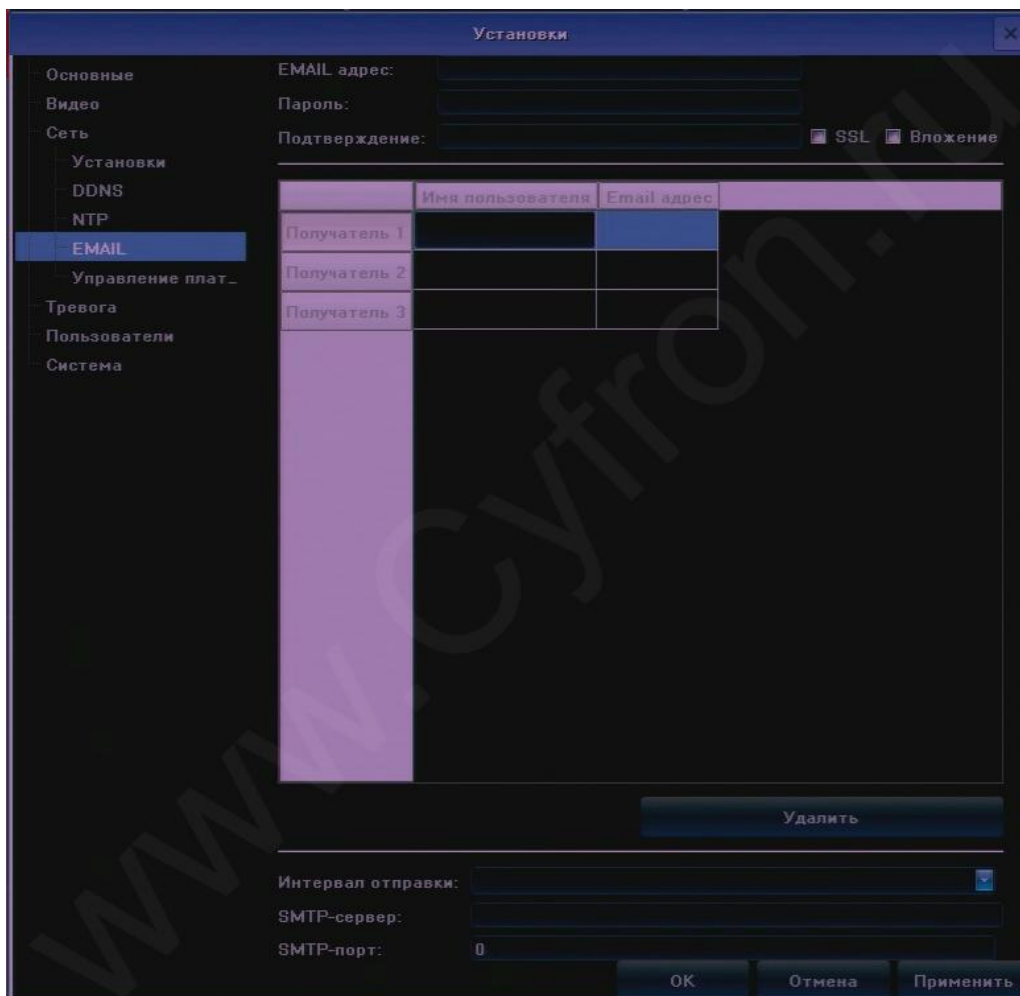 Установки
Основные
Видео
Сеть
Установки
DDNS
NTP
EMAIL
Управление плат_
Тревога
Пользователи
Система
EMAIL адрес:
Пароль:
Подтверждение:
SSL
Вложение
Имя пользователя Email адрес
Получатель 1
Получатель 2
Получатель 3
Удалить
Интервал отправки:
SMTP-сервер:
SMTP-порт: 0
OK Отмена Применить
www.Cyfron.ru